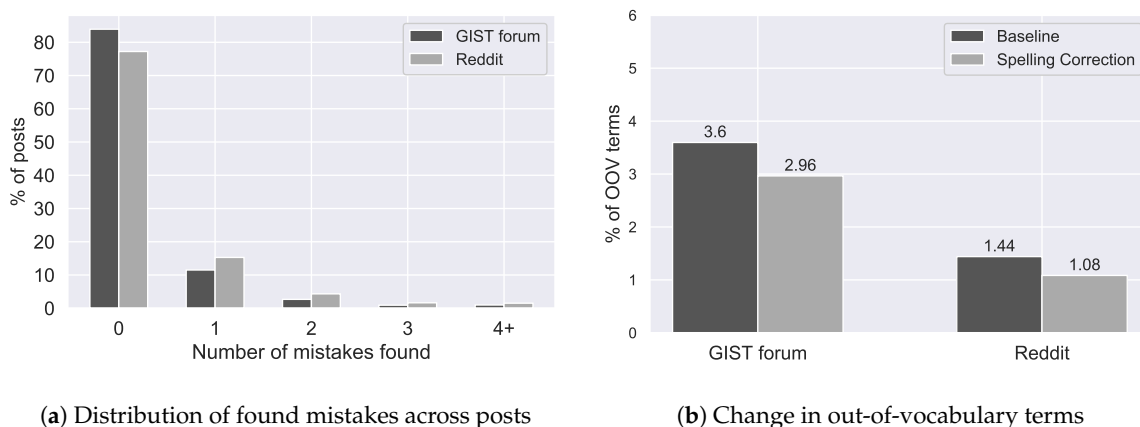 % of posts
80
70
60
50
40
30
20
10
0
0 1 2 3 4+
Number of mistakes found
GIST forum
Reddit
(a) Distribution of found mistakes across posts
% of OOV terms
6
5
4
3
2
1
0
Baseline
Spelling Correction
3.6
2.96
1.44
1.08
GIST forum Reddit
(b) Change in out-of-vocabulary terms